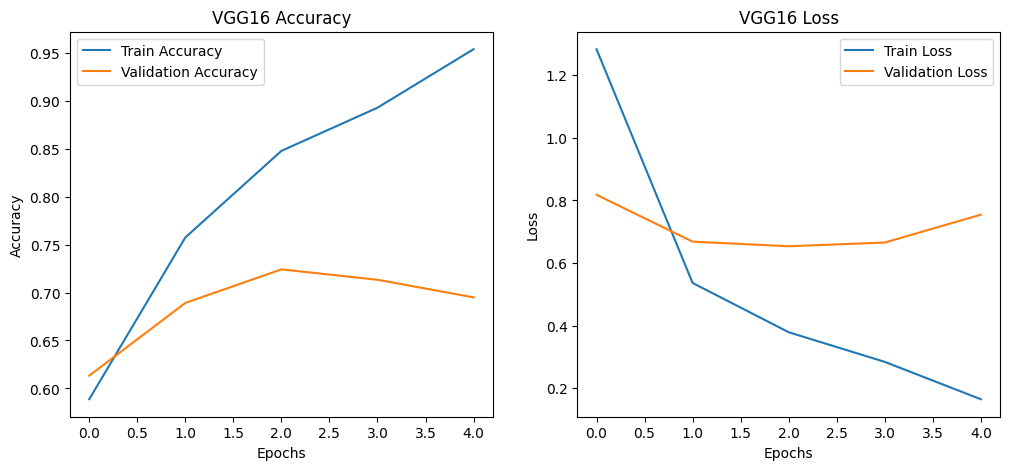 VGG16 Accuracy
Train Accuracy
Validation Accuracy
0.95
0.90
0.85
0.80
0.75
0.70
0.65
0.60
Accuracy
0.0 0.5 1.0 1.5 2.0 2.5 3.0 3.5 4.0
Epochs
VGG16 Loss
Train Loss
Validation Loss
1.2
1.0
0.8
0.6
0.4
0.2
Loss
0.0 0.5 1.0 1.5 2.0 2.5 3.0 3.5 4.0
Epochs